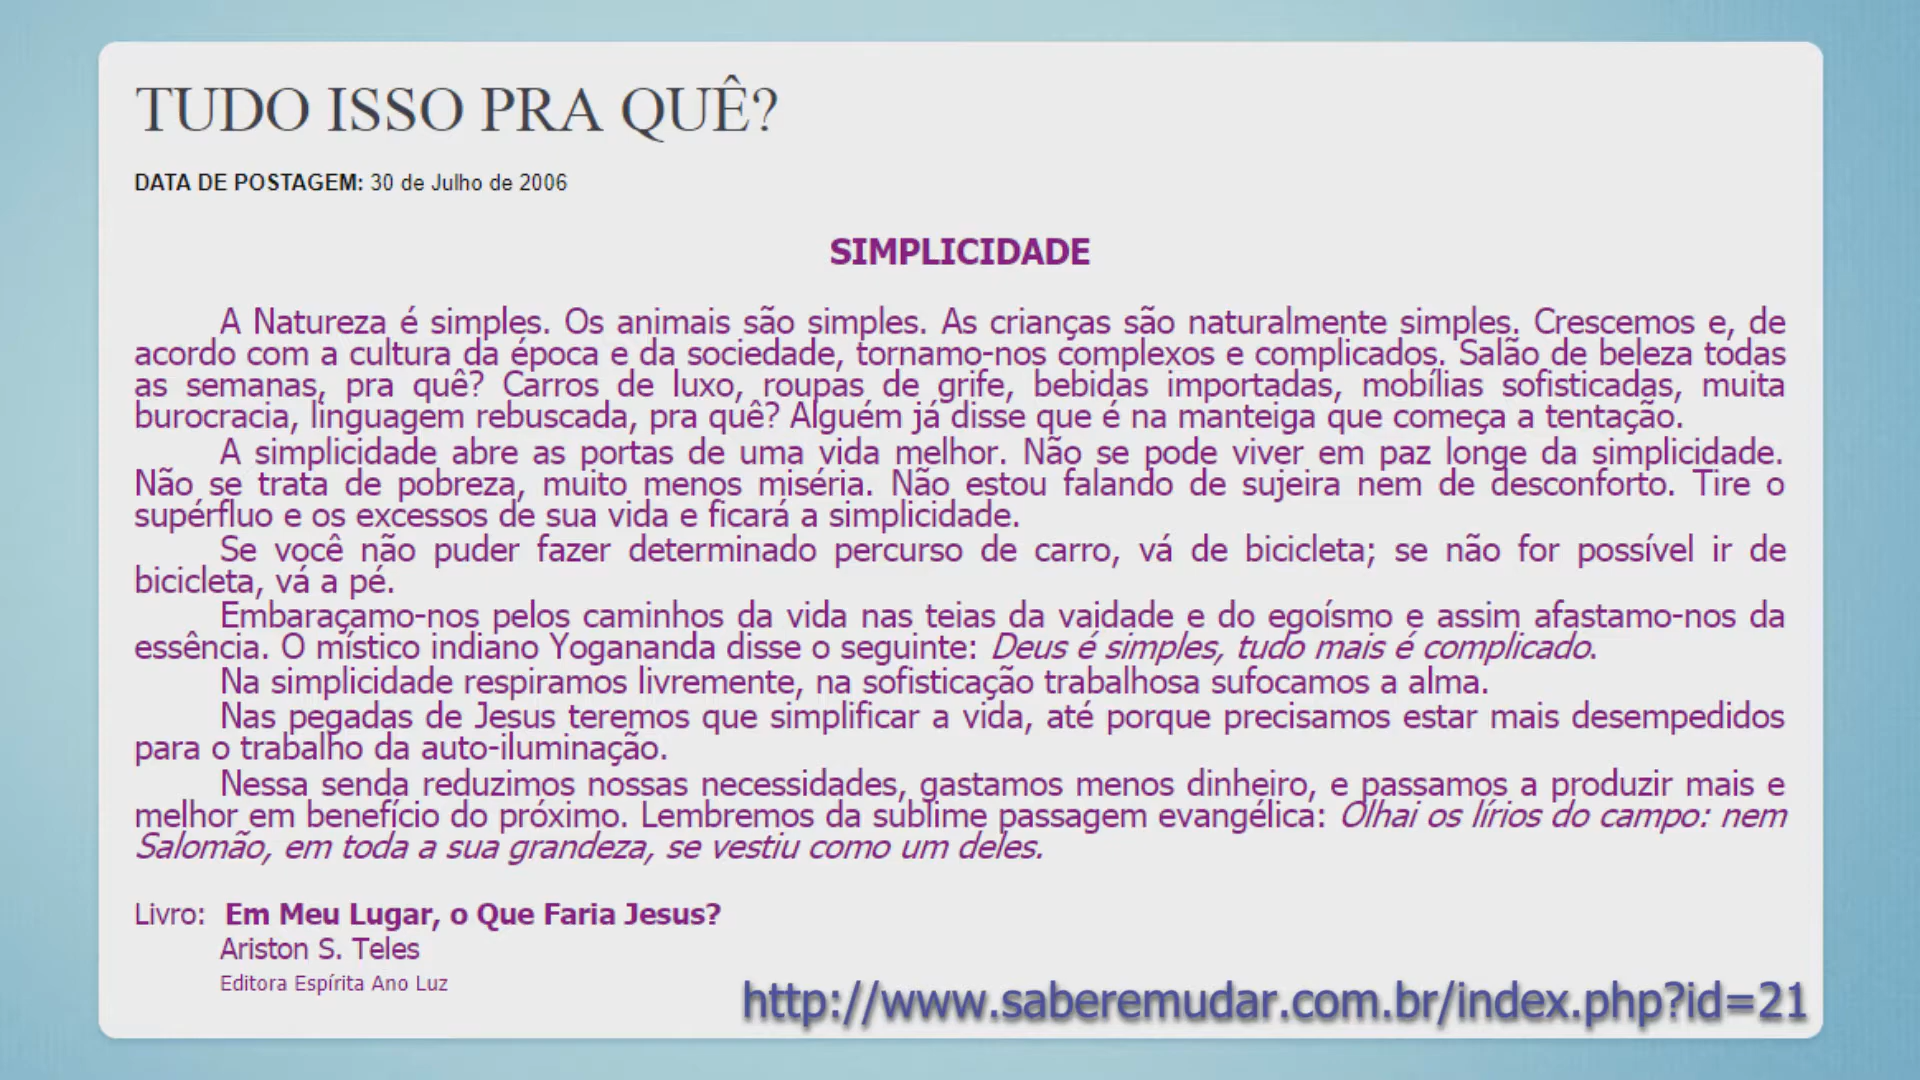 TUDO ISSO PRA QUÊ?
DATA DE POSTAGEM: 30 de Julho de 2006
SIMPLICIDADE
A Natureza é simples. Os animais são simples. As crianças são naturalmente simples. Crescemos e, de
acordo com a cultura da época e da sociedade, tornamo-nos complexos e complicados. Salão de beleza todas
as semanas, pra quê? Carros de luxo, roupas de grife, bebidas importadas, mobílias sofisticadas, muita
burocracia, linguagem rebuscada, pra quê? Alguém já disse que é na manteiga que começa a tentação.
A simplicidade abre as portas de uma vida melhor. Não se pode viver em paz longe da simplicidade.
Não se trata de pobreza, muito menos miséria. Não estou falando de sujeira nem de desconforto. Tire o
supérfluo e os excessos de sua vida e ficará a simplicidade.
Se você não puder fazer determinado percurso de carro, vá de bicicleta; se não for possível ir de
bicicleta, vá a pé.
Embaraçamo-nos pelos caminhos da vida nas teias da vaidade e do egoísmo e assim afastamo-nos da
essência. O místico indiano Yogananda disse o seguinte: Deus é simples, tudo mais é complicado.
Na simplicidade respiramos livremente, na sofisticação trabalhosa sufocamos a alma.
Nas pegadas de Jesus teremos que simplificar a vida, até porque precisamos estar mais desempedidos
para o trabalho da auto-iluminação.
Nessa senda reduzimos nossas necessidades, gastamos menos dinheiro, e passamos a produzir mais e
melhor em benefício do próximo. Lembremos da sublime passagem evangélica: Olhai os lírios do campo: nem
Salomão, em toda a sua grandeza, se vestiu como um deles.
Livro: Em Meu Lugar, o Que Faria Jesus?
Ariston S. Teles
Editora Espírita Ano Luz
http://www.saberemudar.com.br/index.php?id=21